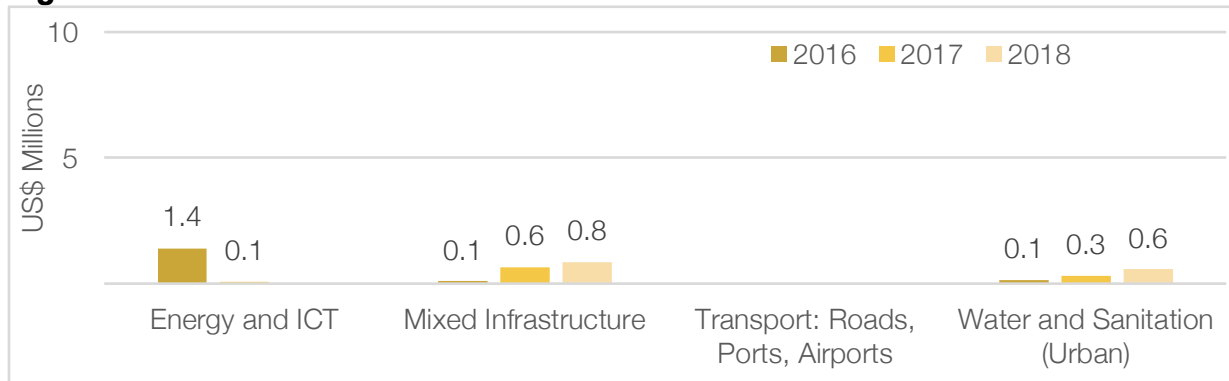 10
2016 2017 2018
US$ Millions
5
1.4
0.1
0.1
0.6
0.8
0.1
0.3
0.6
Energy and ICT
Mixed Infrastructure
Transport: Roads,
Ports, Airports
Water and Sanitation
(Urban)